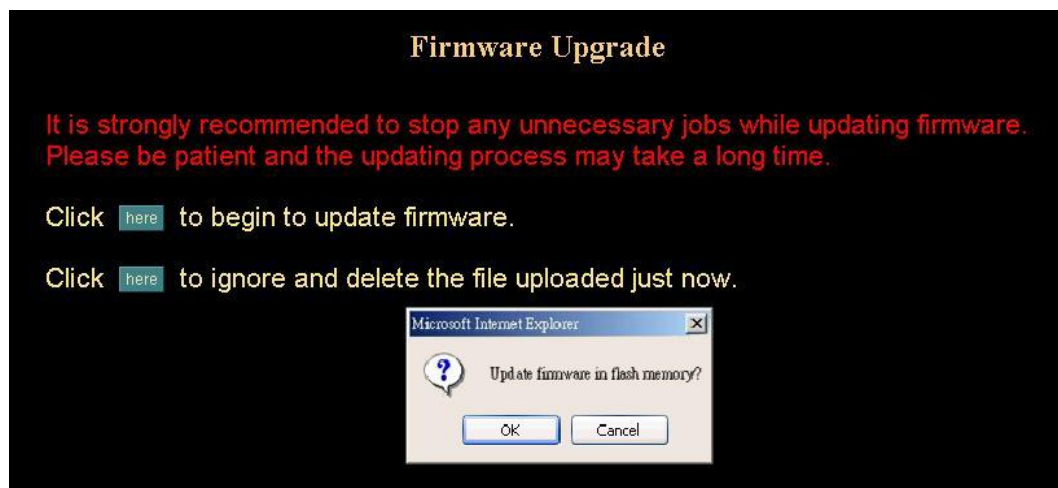 Firmware Upgrade
It is strongly recommended to stop any unnecessary jobs while updating firmware.
Please be patient and the updating process may take a long time.
Click here to begin to update firmware.
Click here to ignore and delete the file uploaded just now.
Microsoft Internet Explorer
Update firmware in flash memory?
OK Cancel